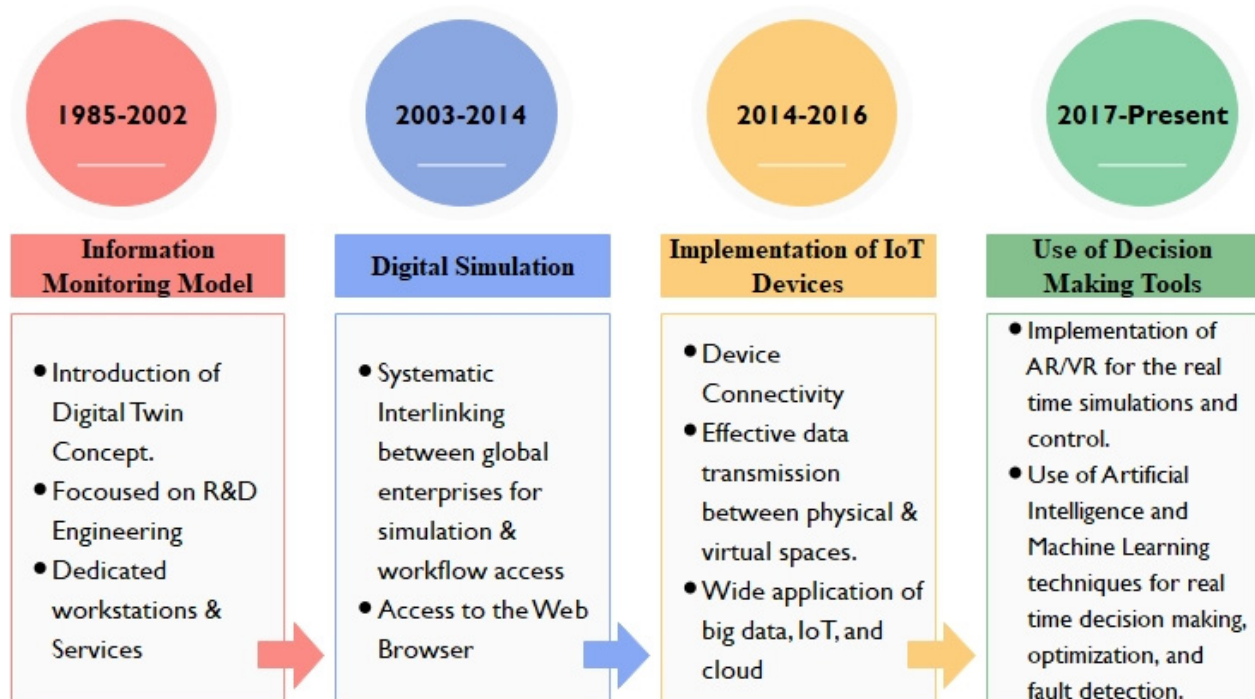 1985-2002
2003-2014
2014-2016
2017-Present
Information
Monitoring Model
Digital Simulation
Implementation of IoT
Devices
Use of Decision
Making Tools
● Introduction of
Digital Twin
Concept.
● Focoused on R&D
Engineering
● Dedicated
workstations &
Services
● Systematic
Interlinking
between global
enterprises for
simulation &
workflow access
● Access to the Web
Browser
● Device
Connectivity
● Effective data
transmission
between physical &
virtual spaces.
● Wide application of
big data, IoT, and
cloud
● Implementation of
AR/VR for the real
time simulations and
control.
● Use of Artificial
Intelligence and
Machine Learning
techniques for real
time decision making,
optimization, and
fault detection.